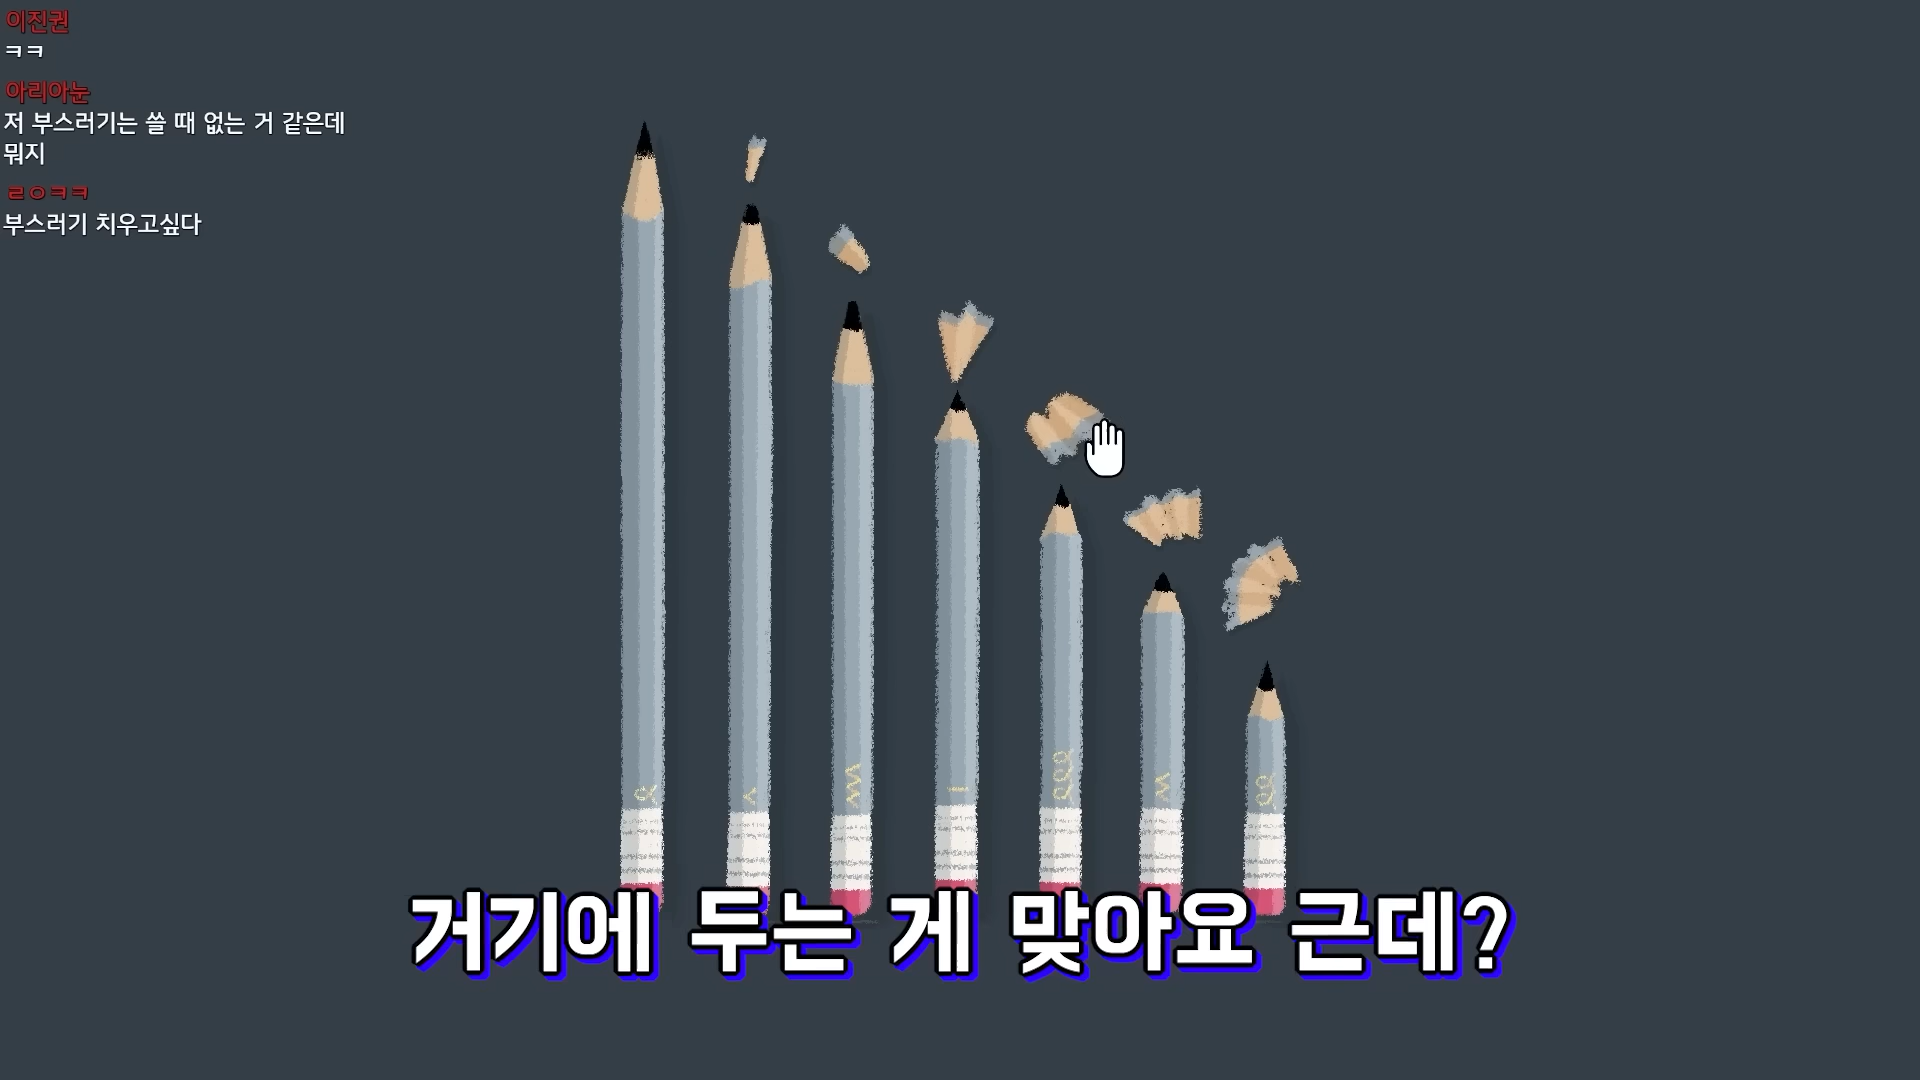 이진권
ㅋㅋ
아리아눈
저 부스러기는 쓸 때 없는 거 같은데
뭐지
ㄹㅇㅋㅋ
부스러기 치우고싶다
거기에 두는 게 맞아요 근데?